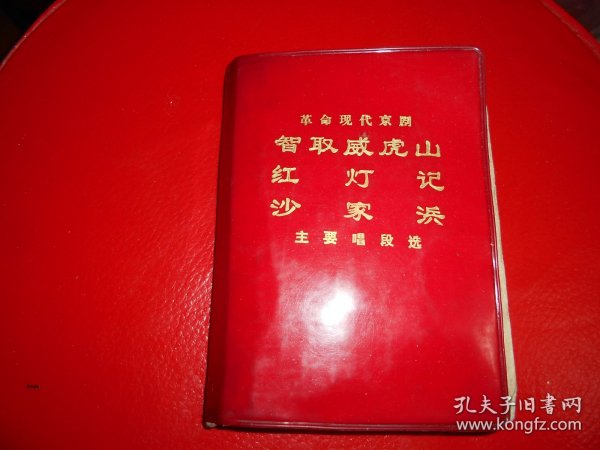 革命现代京剧
智取威虎山
红灯记
沙家浜
主要唱段选
孔夫子旧书网
www.kongfz.com